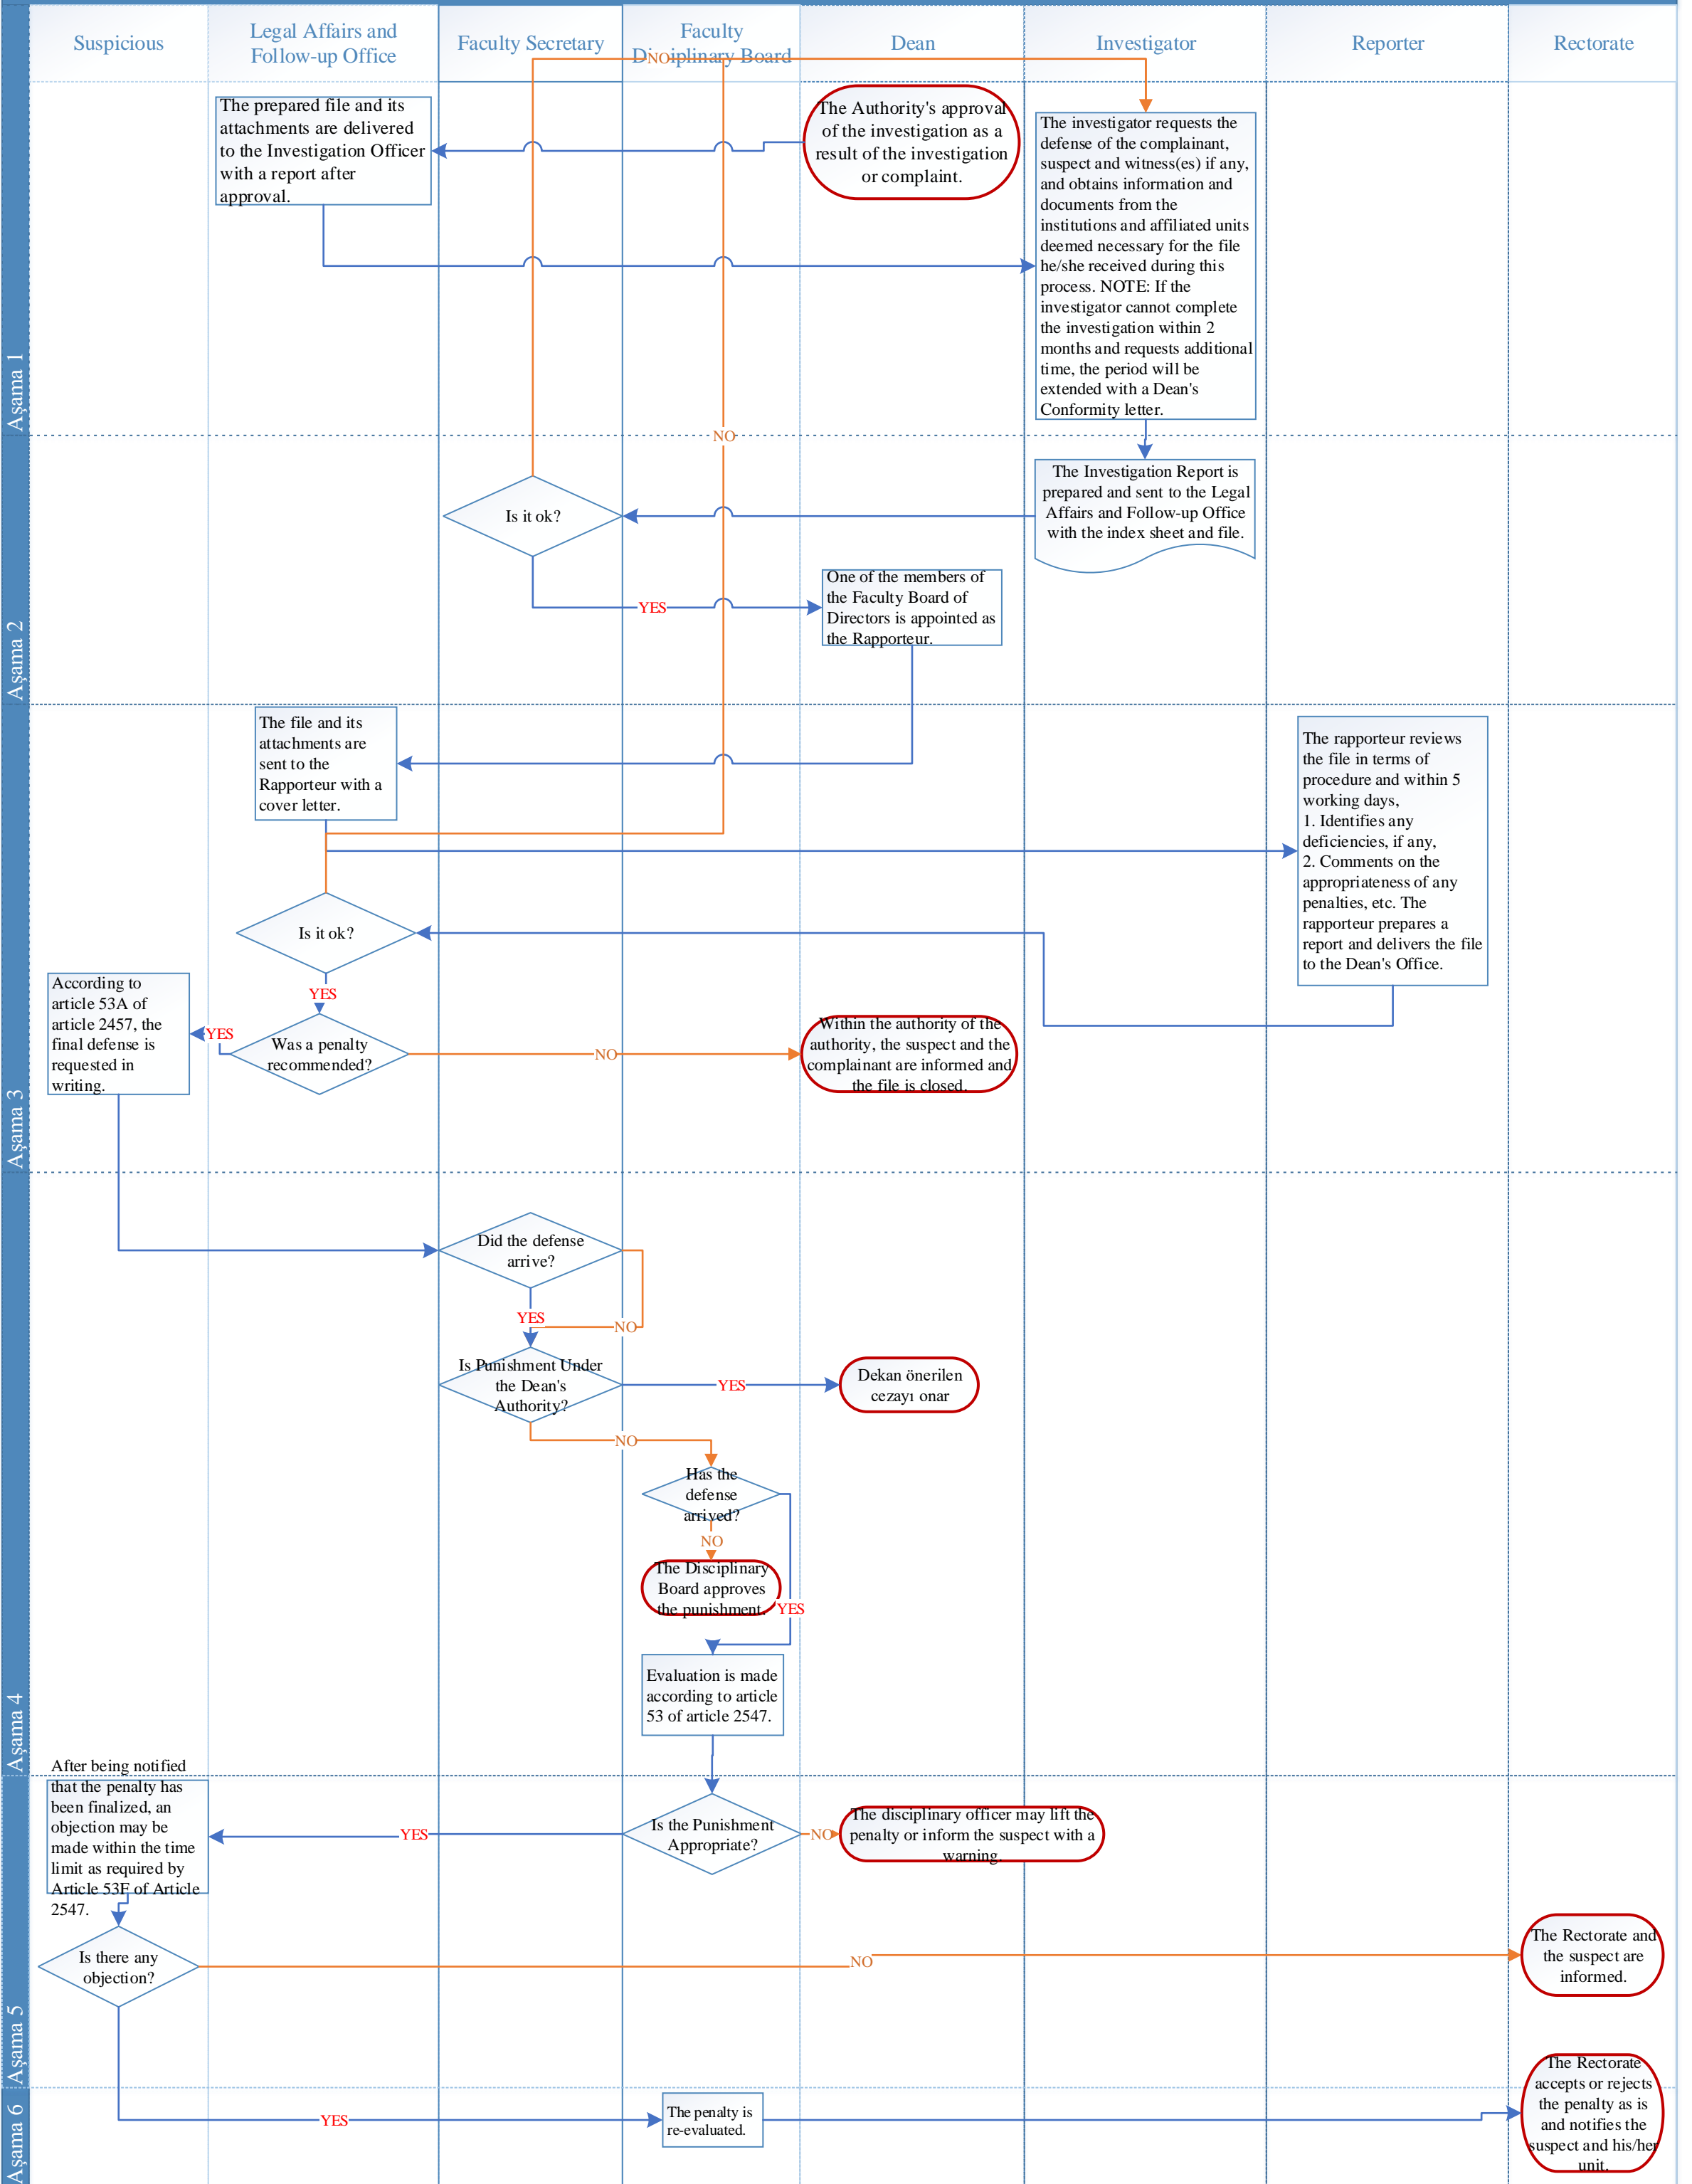 Suspicious
Legal Affairs and
Follow-up Office
Faculty Secretary
Faculty
Disciplinary Board
Dean
Investigator
Reporter
Rectorate
NO
Aşama 1
The prepared file and its
attachments are delivered
to the Investigation Officer
with a report after
approval.
The Authority's approval
of the investigation as a
result of the investigation
or complaint.
The investigator requests the
defense of the complainant,
suspect and witness(es) if any,
and obtains information and
documents from the
institutions and affiliated units
deemed necessary for the file
he/she received during this
process. NOTE: If the
investigator cannot complete
the investigation within 2
months and requests additional
time, the period will be
extended with a Dean's
Conformity letter.
NO
Aşama 2
Is it ok?
The Investigation Report is
prepared and sent to the Legal
Affairs and Follow-up Office
with the index sheet and file.
YES
One of the members of
the Faculty Board of
Directors is appointed as
the Rapporteur.
Aşama 3
The file and its
attachments are
sent to the
Rapporteur with a
cover letter.
The rapporteur reviews
the file in terms of
procedure and within 5
working days,
1. Identifies any
deficiencies, if any,
2. Comments on the
appropriateness of any
penalties, etc. The
rapporteur prepares a
report and delivers the file
to the Dean's Office.
Is it ok?
YES
According to
article 53A of
article 2457, the
final defense is
requested in
writing.
YES
Was a penalty
recommended?
NO
Within the authority of the
authority, the suspect and the
complainant are informed and
the file is closed.
Aşama 4
Did the defense
arrive?
YES
NO
Is Punishment Under
the Dean's
Authority?
YES
Dekan önerilen
cezayı onar
NO
Has the
defense
arrived?
NO
The Disciplinary
Board approves
the punishment.
YES
Evaluation is made
according to article
53 of article 2547.
Aşama 5
After being notified
that the penalty has
been finalized, an
objection may be
made within the time
limit as required by
Article 53F of Article
2547.
YES
Is the Punishment
Appropriate?
NO
The disciplinary officer may lift the
penalty or inform the suspect with a
warning.
Is there any
objection?
NO
The Rectorate and
the suspect are
informed.
Aşama 6
YES
The penalty is
re-evaluated.
The Rectorate
accepts or rejects
the penalty as is
and notifies the
suspect and his/her
unit.